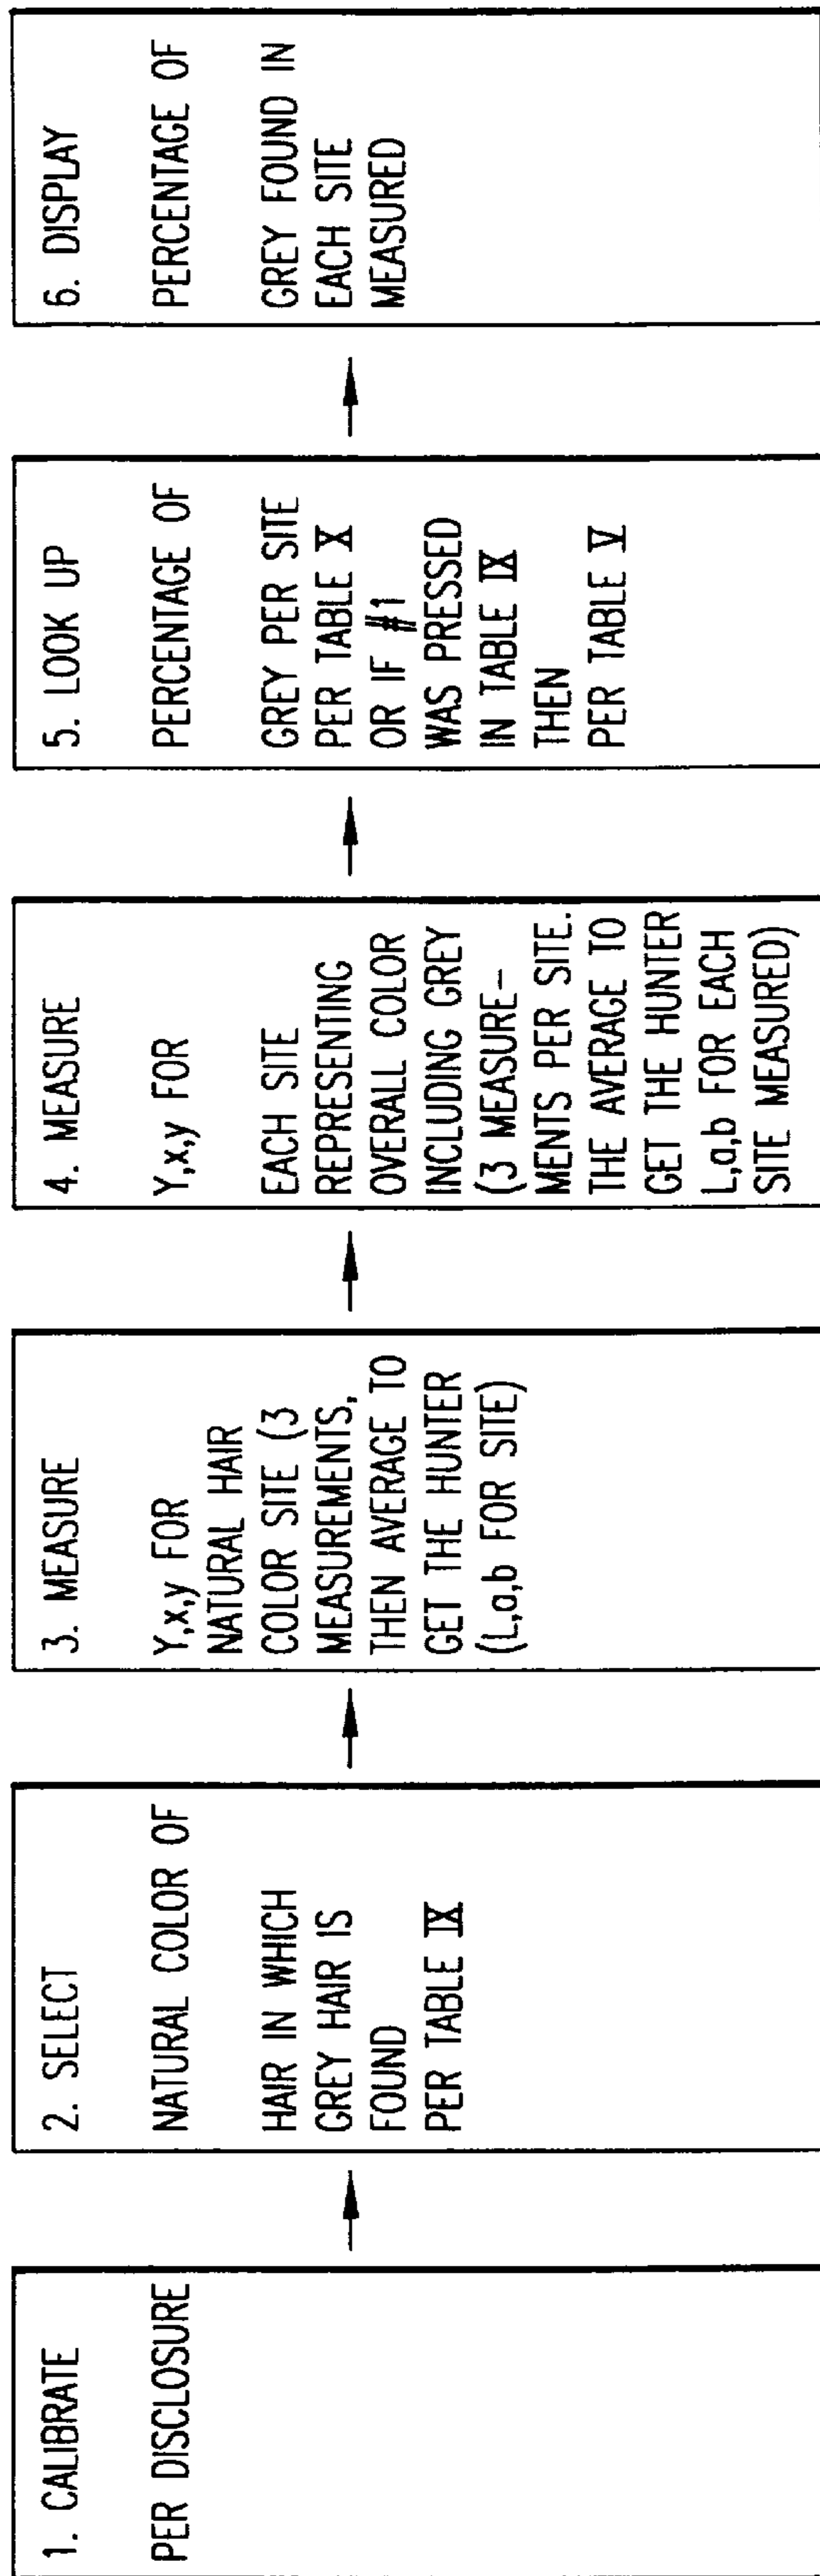 1. CALIBRATE
PER DISCLOSURE
2. SELECT
NATURAL COLOR OF
HAIR IN WHICH
GREY HAIR IS
FOUND
PER TABLE IX
3. MEASURE
Y,x,y FOR
NATURAL HAIR
COLOR SITE (3
MEASUREMENTS,
THEN AVERAGE TO
GET THE HUNTER
(L,a,b FOR SITE)
4. MEASURE
Y,x,y FOR
EACH SITE
REPRESENTING
OVERALL COLOR
INCLUDING GREY
(3 MEASURE-
MENTS PER SITE.
THE AVERAGE TO
GET THE HUNTER
L,a,b FOR EACH
SITE MEASURED)
5. LOOK UP
PERCENTAGE OF
GREY PER SITE
PER TABLE X
OR IF #1
WAS PRESSED
IN TABLE IX
THEN
PER TABLE V
6. DISPLAY
PERCENTAGE OF
GREY FOUND IN
EACH SITE
MEASURED